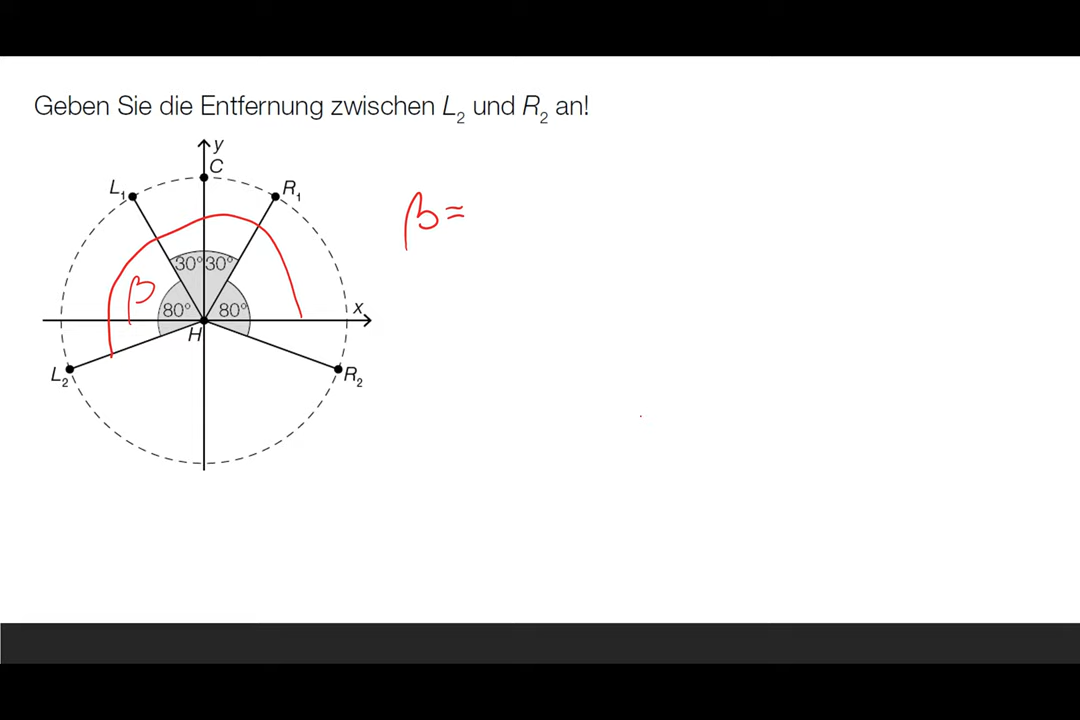 Geben Sie die Entfernung zwischen L₂ und R₂ an!
y
C
L₁
R₁
β=
30° 30°
β
80° 80°
x
H
L₂
R₂